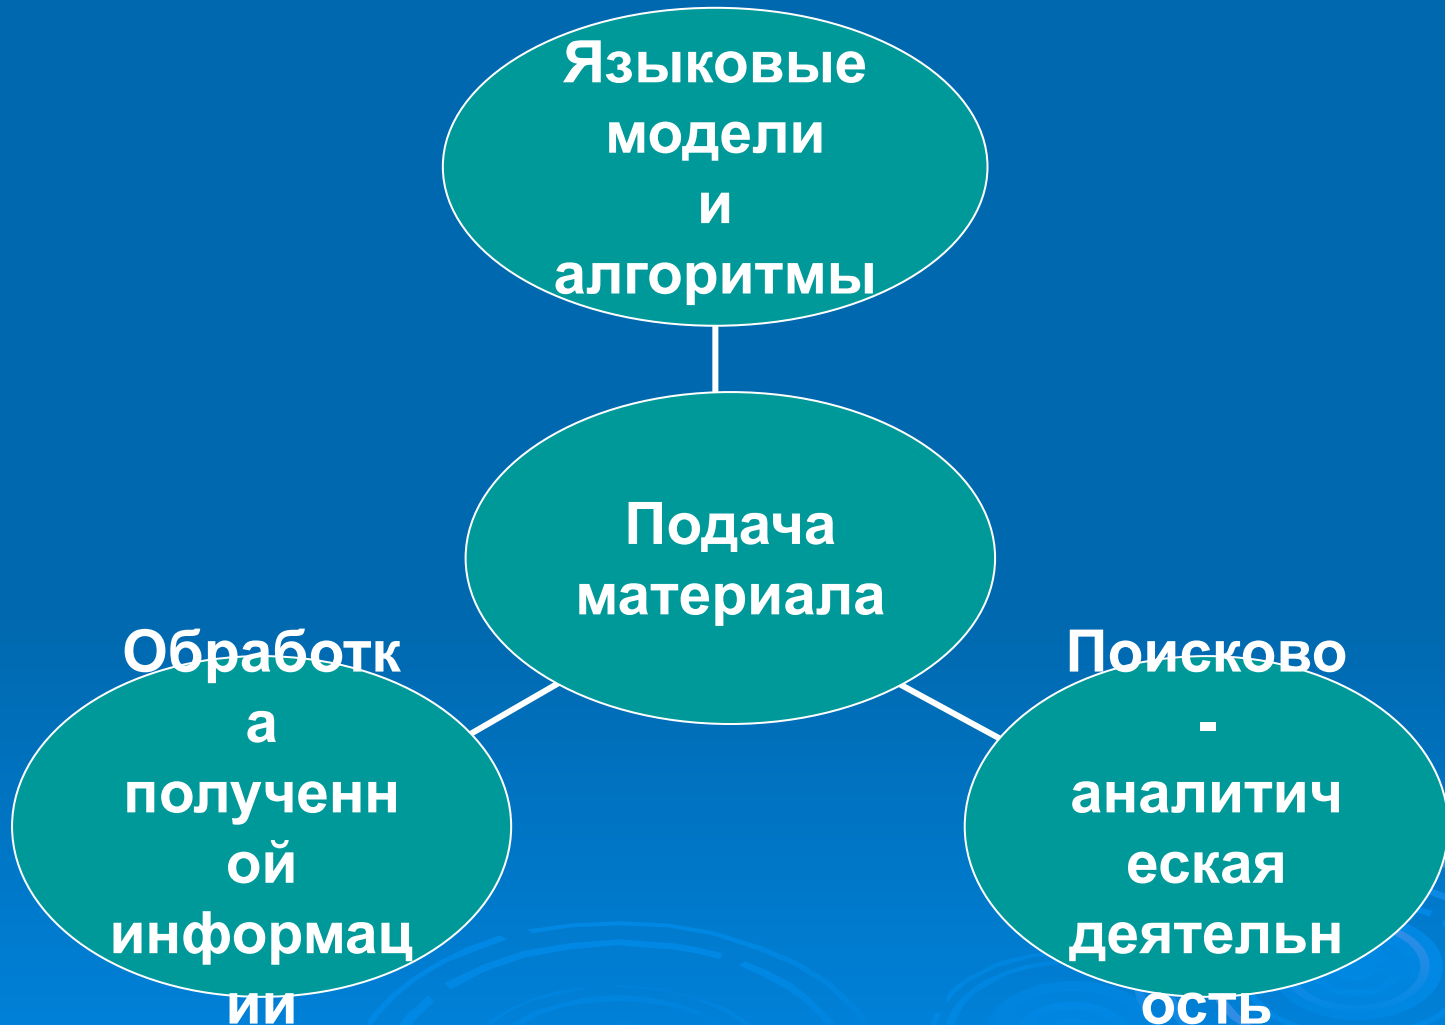 Языковые
модели
и
алгоритмы
Подача
материала
Обработк
а
полученн
ой
информац
ии
Поисково
-
аналитич
еская
деятельн
ость